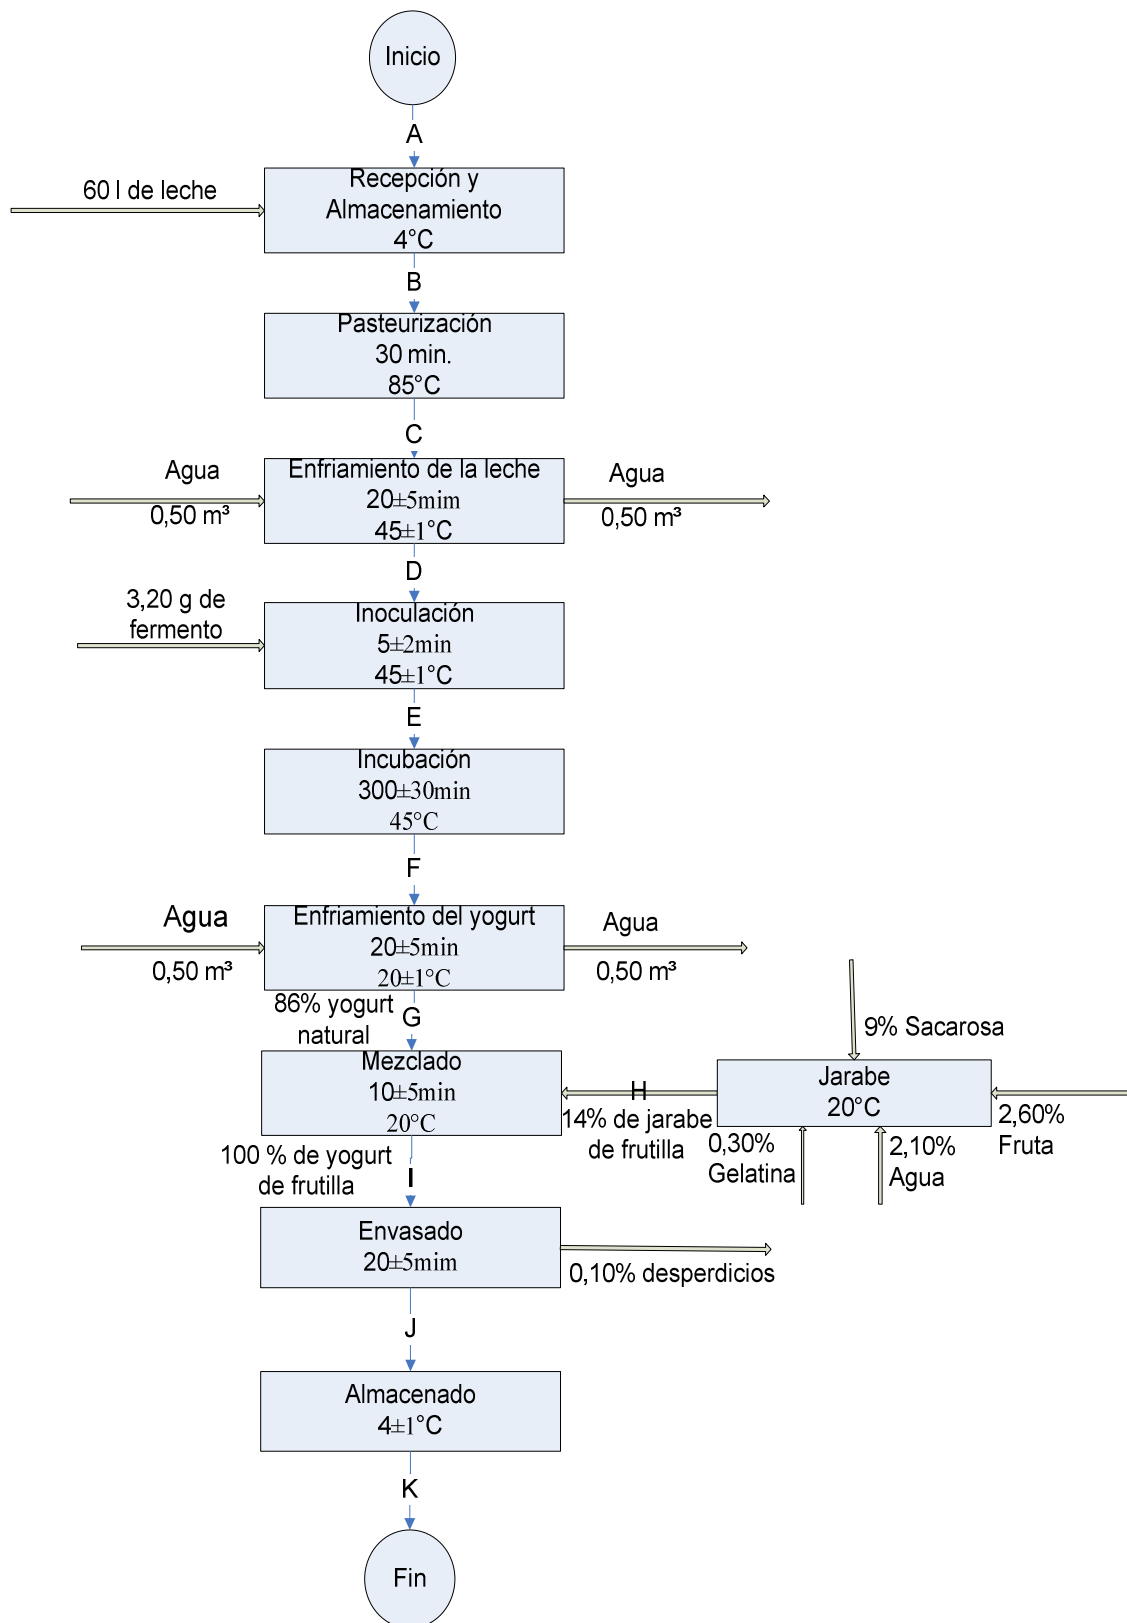 Inicio
A
60 l de leche
Recepción y
Almacenamiento
4°C
B
Pasteurización
30 min.
85°C
C
Agua
0,50 m³
Enfriamiento de la leche
20±5mim
45±1°C
Agua
0,50 m³
D
3,20 g de
fermento
Inoculación
5±2min
45±1°C
E
Incubación
300±30min
45°C
F
Agua
0,50 m³
Enfriamiento del yogurt
20±5min
20±1°C
Agua
0,50 m³
86% yogurt
natural
G
9% Sacarosa
Mezclado
10±5min
20°C
H
14% de jarabe
de frutilla
Jarabe
20°C
2,60%
Fruta
0,30%
Gelatina
2,10%
Agua
100 % de yogurt
de frutilla
I
Envasado
20±5mim
0,10% desperdicios
J
Almacenado
4±1°C
K
Fin